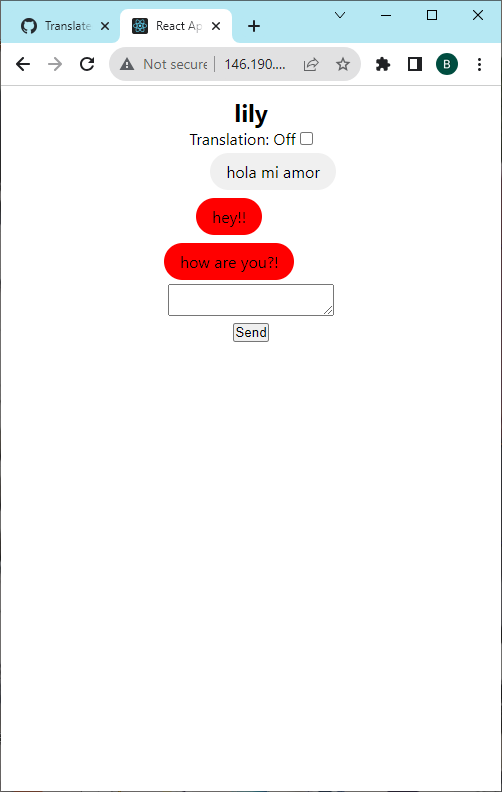 Translate
React Ap
Not secure
146.190....
B
lily
Translation: Off
hola mi amor
hey!!
how are you?!
Send